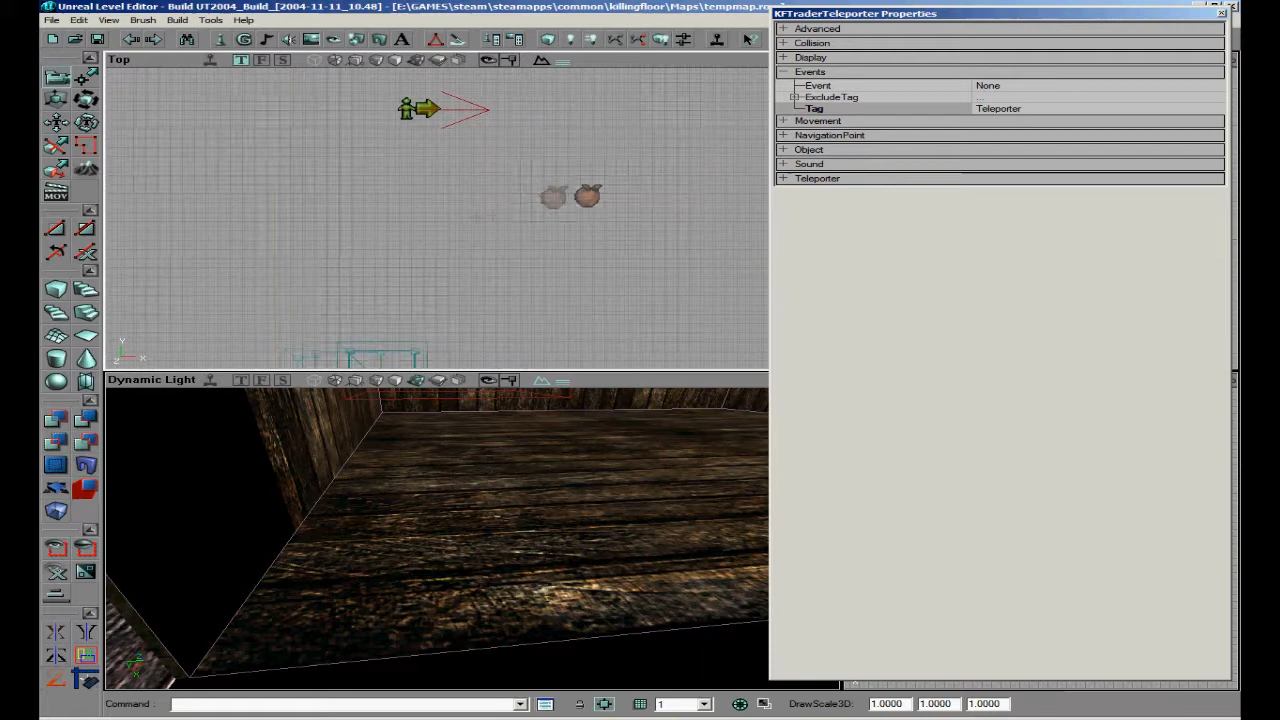 Unreal Level Editor - Build UT2004_Build_[2004-11-11_10.48] - [E:\GAMES\steam\steamapps\common\killingfloor\Maps\tempmap.ro
KFTraderTeleporter Properties
File Edit View Brush Build Tools Help
Advanced
Collision
Top T F S
Display
Events
Event None
ExcludeTag ...
Tag Teleporter
Movement
NavigationPoint
Object
Sound
Teleporter
MOV
Y
Z X
Dynamic Light T F S
Command :
1
DrawScale3D: 1.0000 1.0000 1.0000